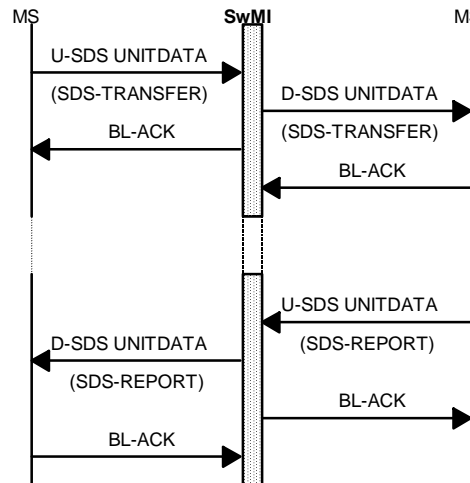 MS SwMI M
U-SDS UNITDATA
(SDS-TRANSFER)
D-SDS UNITDATA
(SDS-TRANSFER)
BL-ACK
BL-ACK
U-SDS UNITDATA
(SDS-REPORT)
D-SDS UNITDATA
(SDS-REPORT)
BL-ACK
BL-ACK